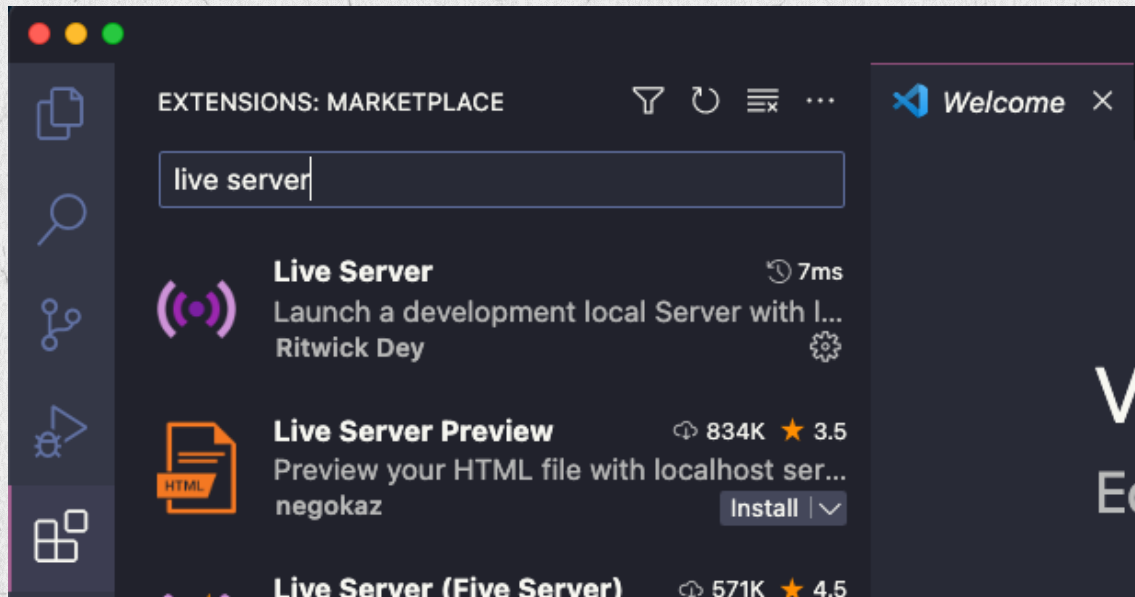 EXTENSIONS: MARKETPLACE
Welcome
live server
Live Server 7ms
Launch a development local Server with l...
Ritwick Dey
Live Server Preview 834K 3.5
Preview your HTML file with localhost ser...
HTML
negokaz
Install
Live Server (Five Server) 571K 4.5